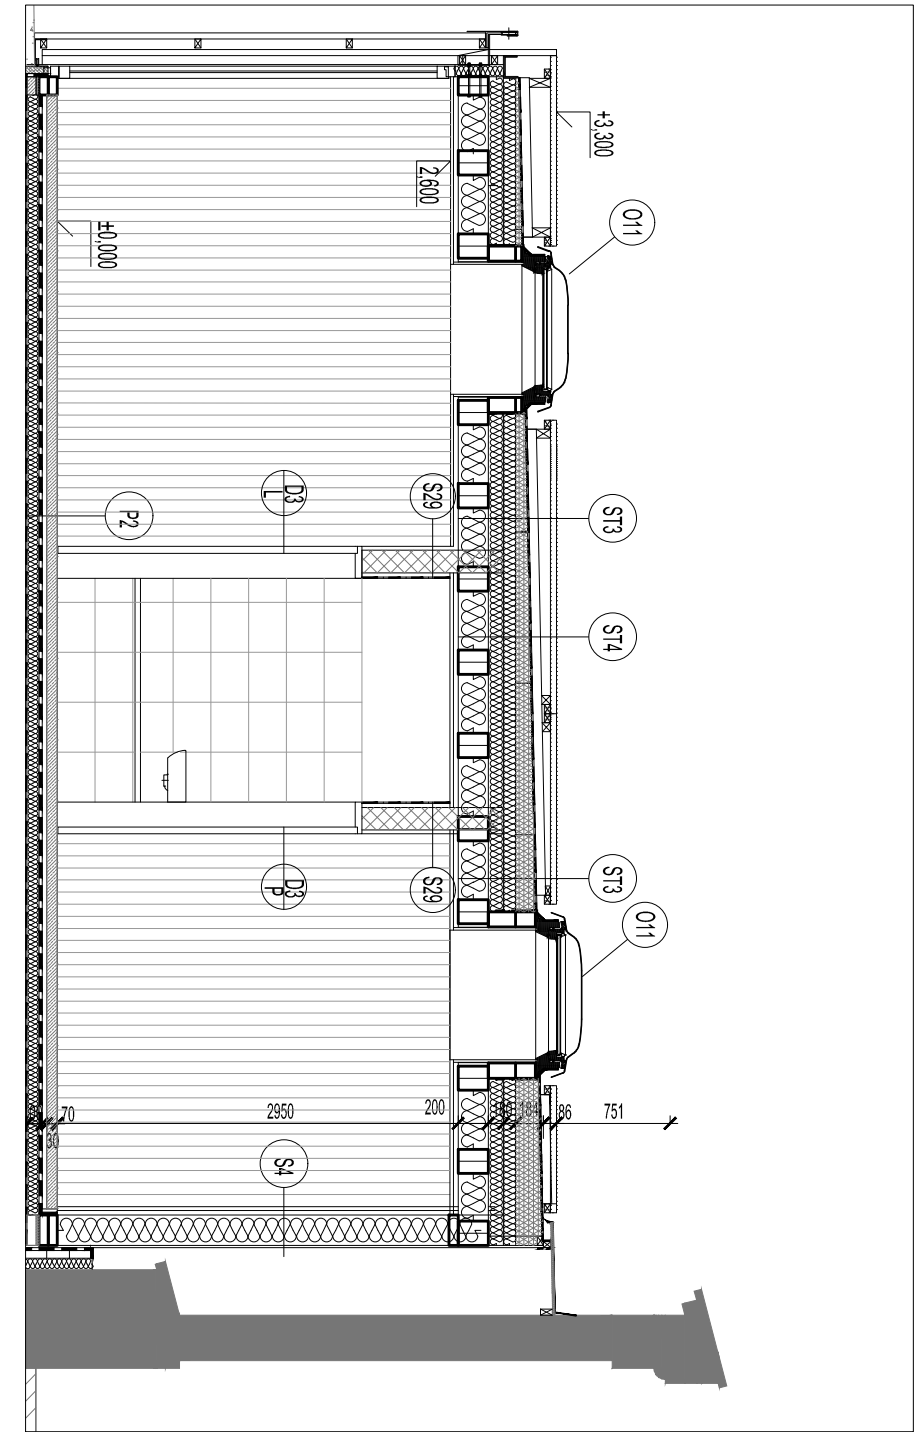 +3,300
2,600
±0,000
O11
D3
L
S29
P2
ST3
ST4
D3
P
S29
ST3
O11
70
30
2950
200
184
86
751
S4